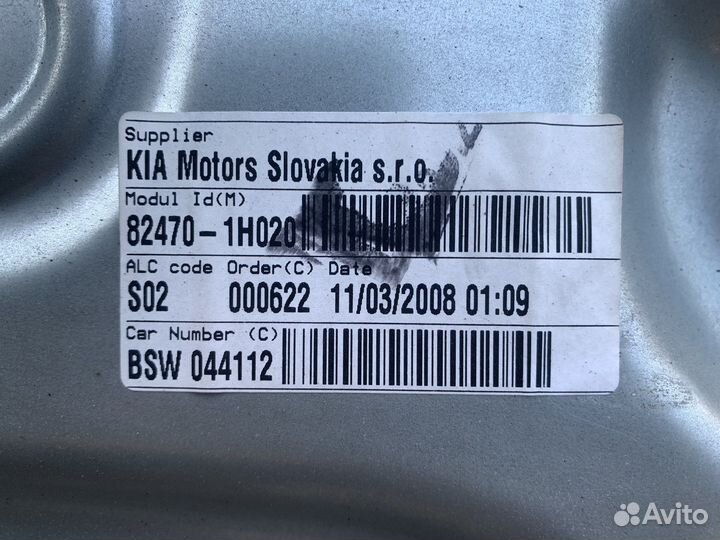 Supplier
KIA Motors Slovakia s.r.o.
Modul Id(M)
82470-1H020
ALC code Order(C) Date
S02 000622 11/03/2008 01:09
Car Number (C)
BSW 044112
Avito